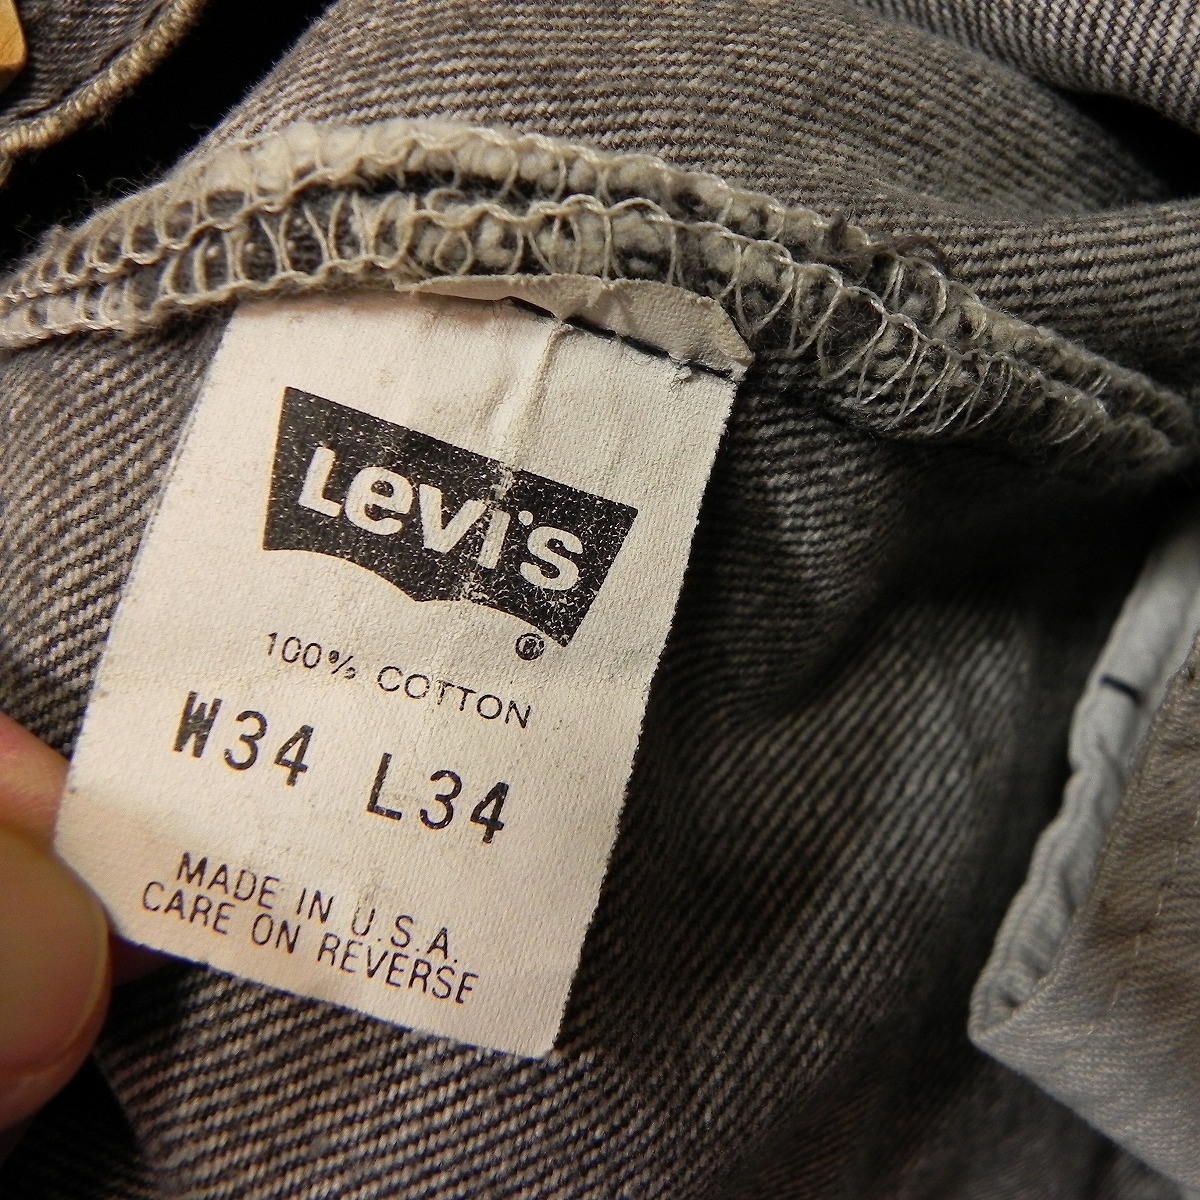 Levi's
®
100% COTTON
W34 L34
MADE IN U.S.A.
CARE ON REVERSE